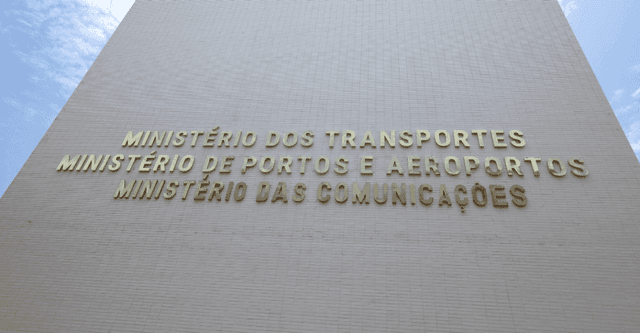 MINISTÉRIO DOS TRANSPORTES
MINISTÉRIO DE PORTOS E AEROPORTOS
MINISTÉRIO DAS COMUNICAÇÕES